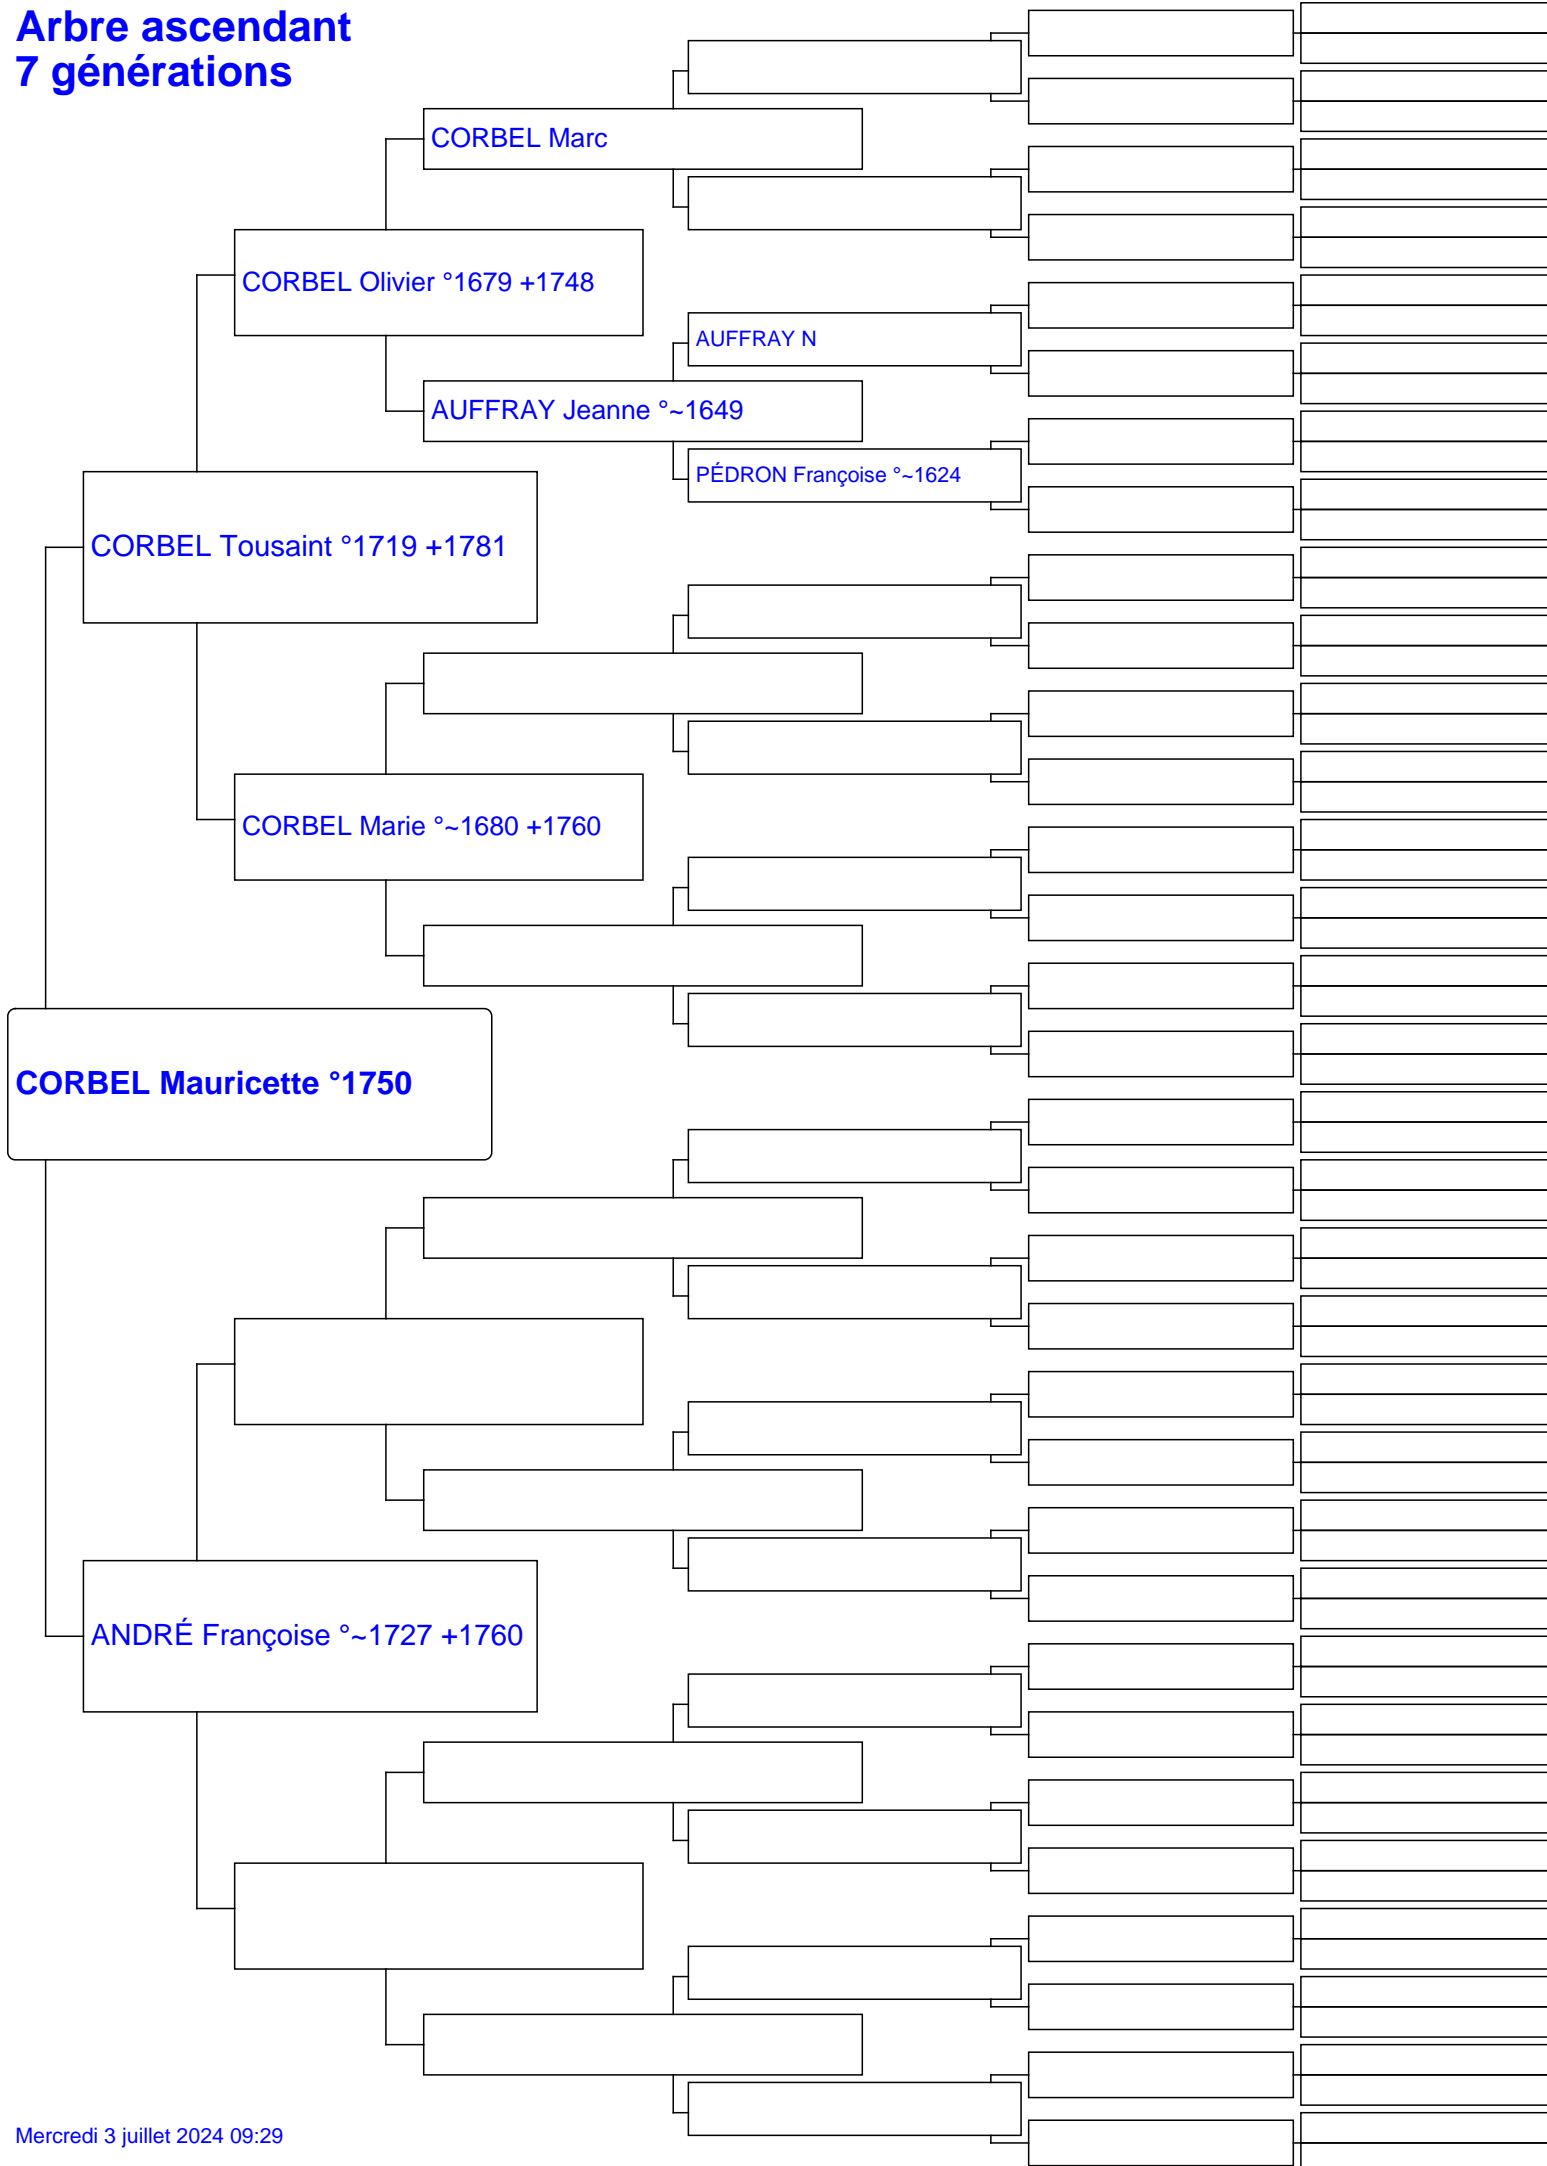 Arbre ascendant
7 générations
CORBEL Marc
CORBEL Olivier °1679 +1748
AUFFRAY N
AUFFRAY Jeanne °~1649
PÉDRON Françoise °~1624
CORBEL Tousaint °1719 +1781
CORBEL Marie °~1680 +1760
CORBEL Mauricette °1750
ANDRÉ Françoise °~1727 +1760
Mercredi 3 juillet 2024 09:29